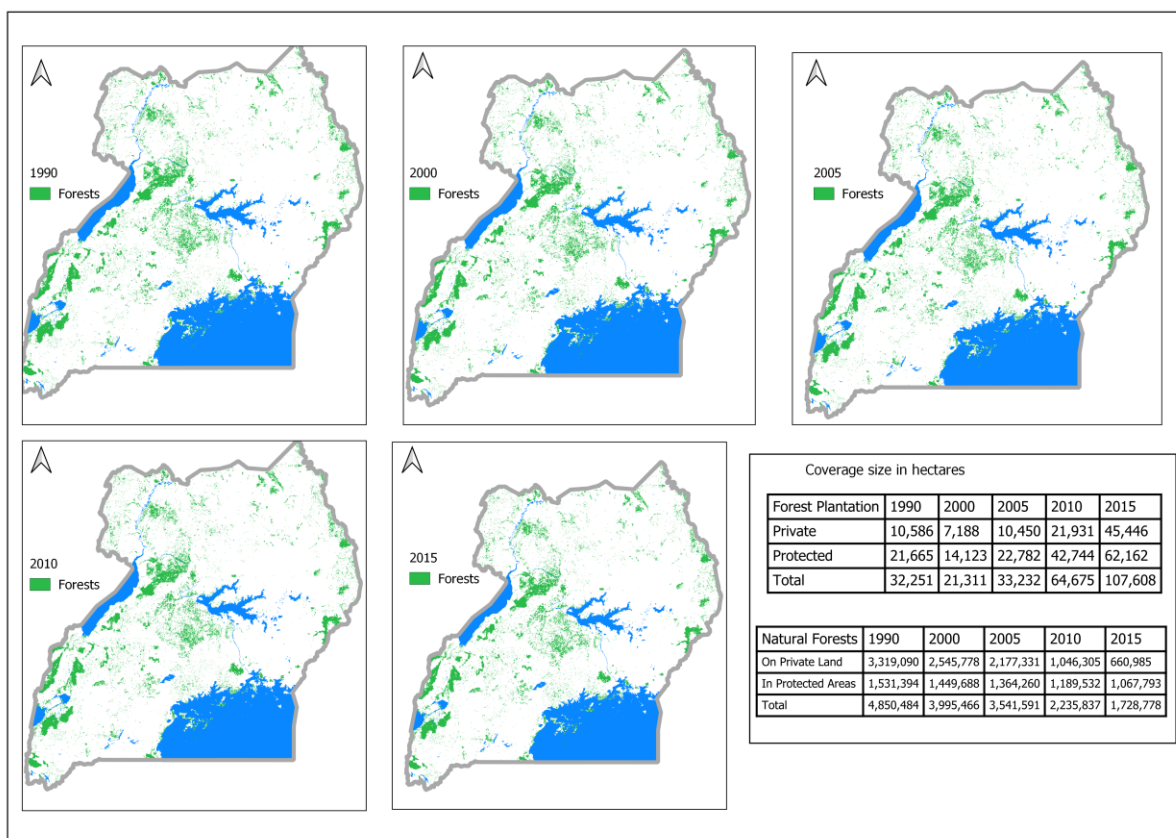 1990
Forests
2000
Forests
2005
Forests
2010
Forests
2015
Forests
Coverage size in hectares
Forest Plantation 1990 2000 2005 2010 2015
Private 10,586 7,188 10,450 21,931 45,446
Protected 21,665 14,123 22,782 42,744 62,162
Total 32,251 21,311 33,232 64,675 107,608
Natural Forests 1990 2000 2005 2010 2015
On Private Land 3,319,090 2,545,778 2,177,331 1,046,305 660,985
In Protected Areas 1,531,394 1,449,688 1,364,260 1,189,532 1,067,793
Total 4,850,484 3,995,466 3,541,591 2,235,837 1,728,778